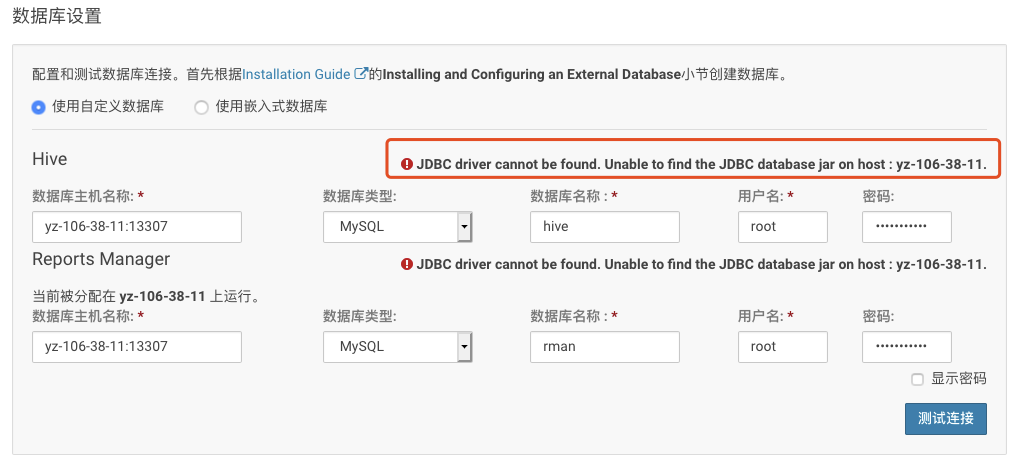 数据库设置
配置和测试数据库连接。首先根据Installation Guide的Installing and Configuring an External Database小节创建数据库。
使用自定义数据库 使用嵌入式数据库
Hive JDBC driver cannot be found. Unable to find the JDBC database jar on host : yz-106-38-11.
数据库主机名称: * 数据库类型: 数据库名称 : * 用户名: * 密码:
yz-106-38-11:13307 MySQL hive root •••••••••••
Reports Manager JDBC driver cannot be found. Unable to find the JDBC database jar on host : yz-106-38-11.
当前被分配在 yz-106-38-11 上运行。
数据库主机名称: * 数据库类型: 数据库名称 : * 用户名: * 密码:
yz-106-38-11:13307 MySQL rman root •••••••••••
显示密码
测试连接